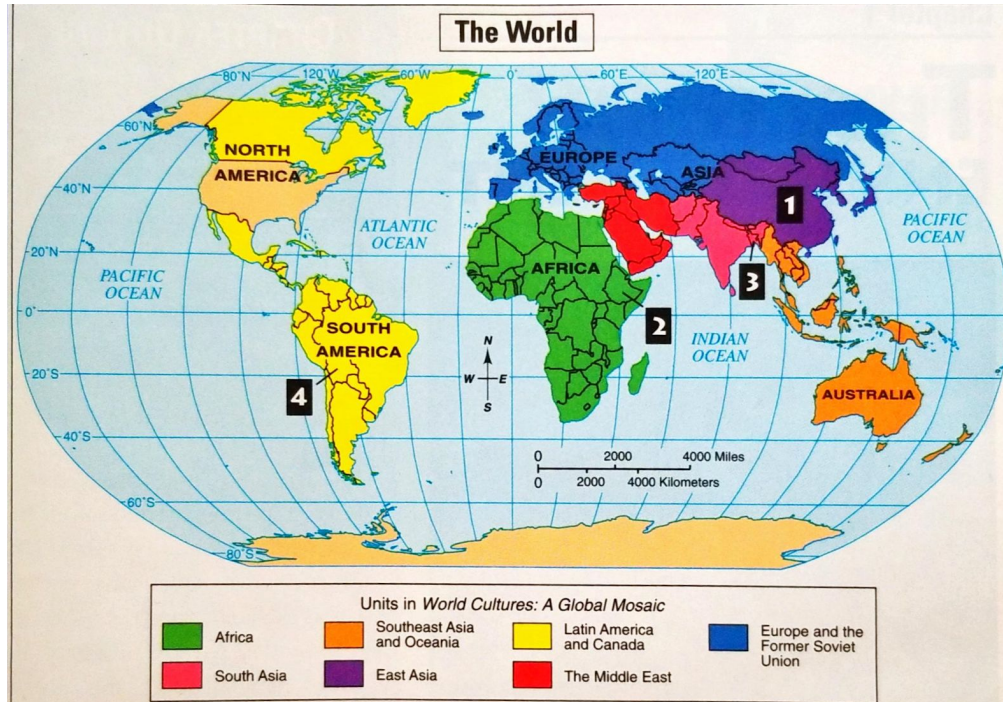 The World
80°N
120°W
60°W
0°
60°E
120°E
60°N
NORTH
AMERICA
EUROPE
ASIA
40°N
1
ATLANTIC
OCEAN
PACIFIC
OCEAN
20°N
AFRICA
3
PACIFIC
OCEAN
0°
2
SOUTH
AMERICA
INDIAN
OCEAN
N
W E
S
20°S
4
AUSTRALIA
40°S
0 2000 4000 Miles
0 2000 4000 Kilometers
60°S
80°S
Units in World Cultures: A Global Mosaic
Africa
Southeast Asia
and Oceania
Latin America
and Canada
Europe and the
Former Soviet
Union
South Asia
East Asia
The Middle East